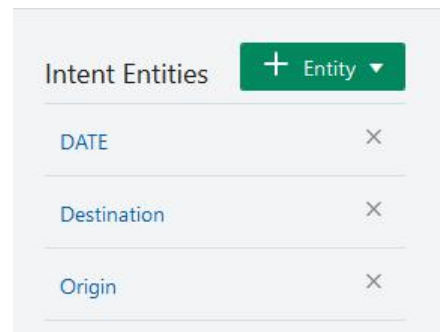 Intent Entities
+ Entity
DATE
Destination
Origin